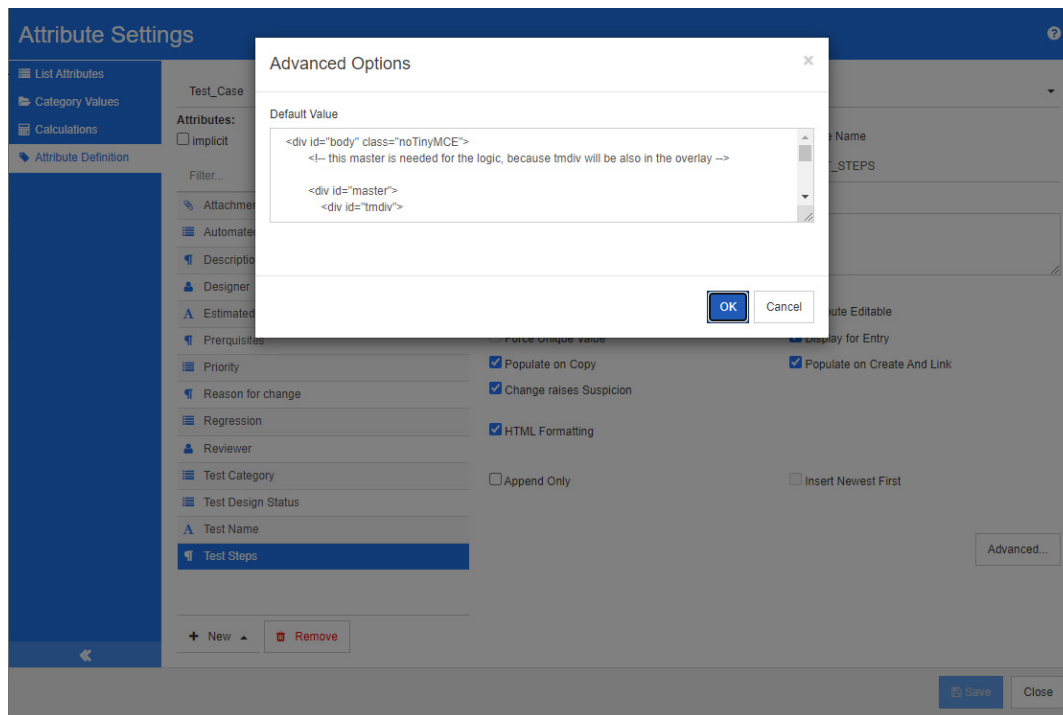 Attribute Settings
List Attributes
Category Values
Calculations
Attribute Definition
Test_Case
Attributes:
implicit
Filter...
Attachme
Automate
Descriptio
Designer
Estimated
Prerquisites
Priority
Reason for change
Regression
Reviewer
Test Category
Test Design Status
Test Name
Test Steps
+ New
Remove
Advanced Options
×
Default Value
<div id="body" class="noTinyMCE">
<!-- this master is needed for the logic, because tmdiv will be also in the overlay -->
<div id="master">
<div id="tmdiv">
OK
Cancel
Name
_STEPS
ute Editable
Force Unique Value
Display for Entry
Populate on Copy
Populate on Create And Link
Change raises Suspicion
HTML Formatting
Append Only
Insert Newest First
Advanced...
Save
Close